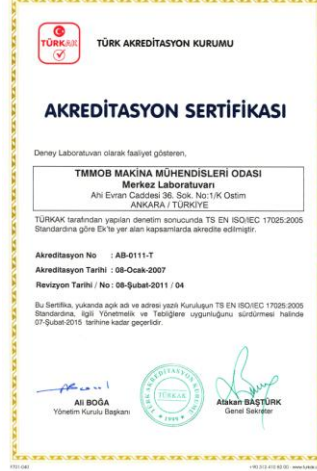 TÜRKAK
TÜRK AKREDİTASYON KURUMU
AKREDİTASYON SERTİFİKASI
Deney Laboratuvarı olarak faaliyet gösteren,
TMMOB MAKİNA MÜHENDİSLERİ ODASI
Merkez Laboratuvarı
Ahi Evran Caddesi 36. Sok. No:1/K Ostim
ANKARA / TÜRKİYE
TÜRKAK tarafından yapılan denetim sonucunda TS EN ISO/IEC 17025:2005
Standardına göre Ek'te yer alan kapsamlarda akredite edilmiştir.
Akreditasyon No : AB-0111-T
Akreditasyon Tarihi : 08-Ocak-2007
Revizyon Tarihi / No : 08-Şubat-2011 / 04
Bu Sertifika, yukarıda açık adı ve adresi yazılı Kuruluşun TS EN ISO/IEC 17025:2005
Standardına, ilgili Yönetmelik ve Tebliğlere uygunluğunu sürdürmesi halinde
07-Şubat-2015 tarihine kadar geçerlidir.
Ali BOĞA
Yönetim Kurulu Başkanı
TÜRKAK
Atakan BAŞTÜRK
Genel Sekreter